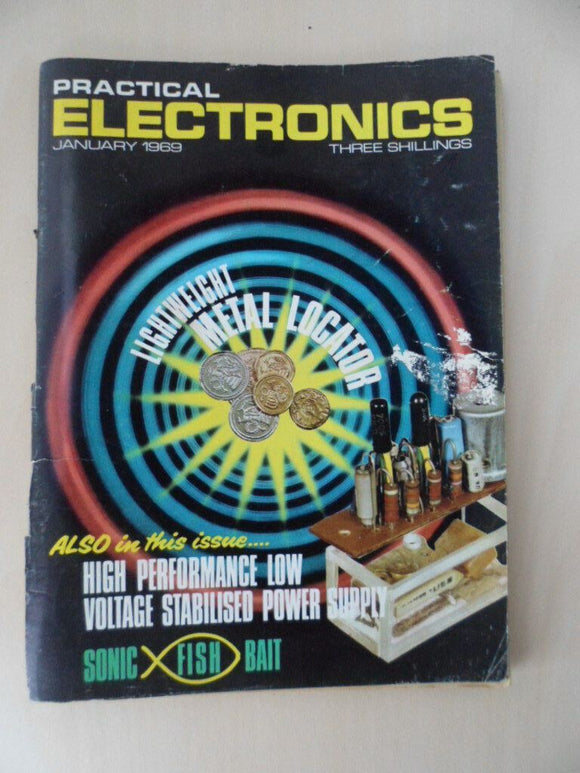 PRACTICAL
ELECTRONICS
JANUARY 1969
THREE SHILLINGS
LIGHTWEIGHT
METAL LOCATOR
ALSO in this issue....
HIGH PERFORMANCE LOW
VOLTAGE STABILISED POWER SUPPLY
SONIC FISH BAIT